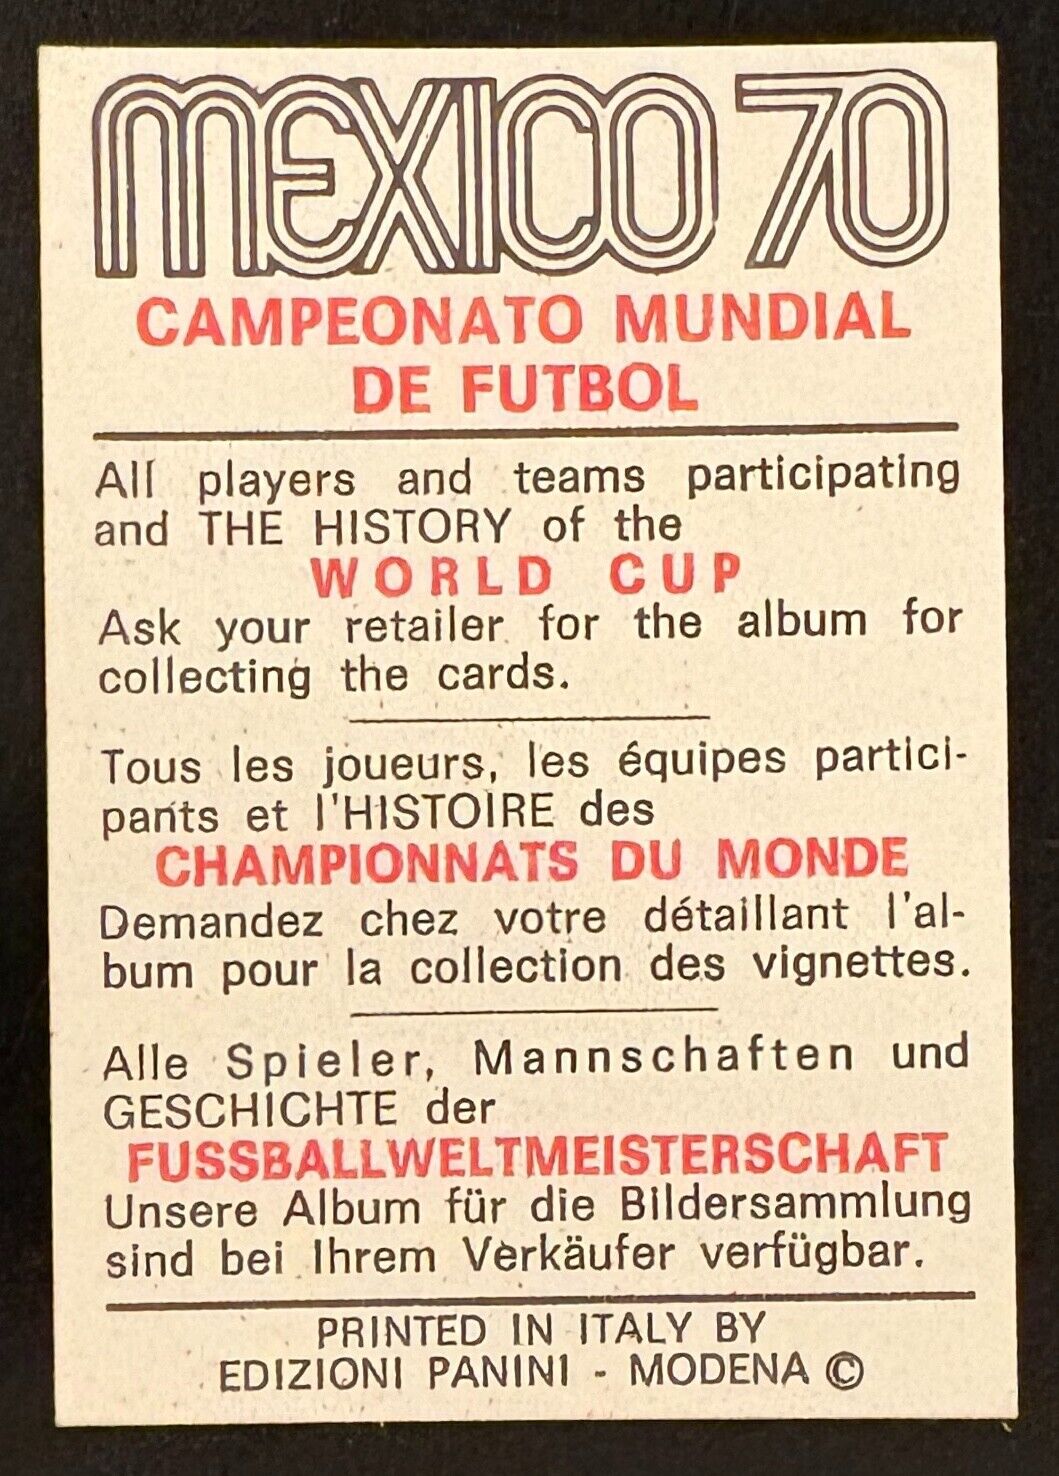 MEXICO 70
CAMPEONATO MUNDIAL
DE FUTBOL
All players and teams participating
and THE HISTORY of the
WORLD CUP
Ask your retailer for the album for
collecting the cards.
Tous les joueurs, les équipes partici-
pants et l'HISTOIRE des
CHAMPIONNATS DU MONDE
Demandez chez votre détaillant l'al-
bum pour la collection des vignettes.
Alle Spieler, Mannschaften und
GESCHICHTE der
FUSSBALLWELTMEISTERSCHAFT
Unsere Album für die Bildersammlung
sind bei Ihrem Verkäufer verfügbar.
PRINTED IN ITALY BY
EDIZIONI PANINI - MODENA ©